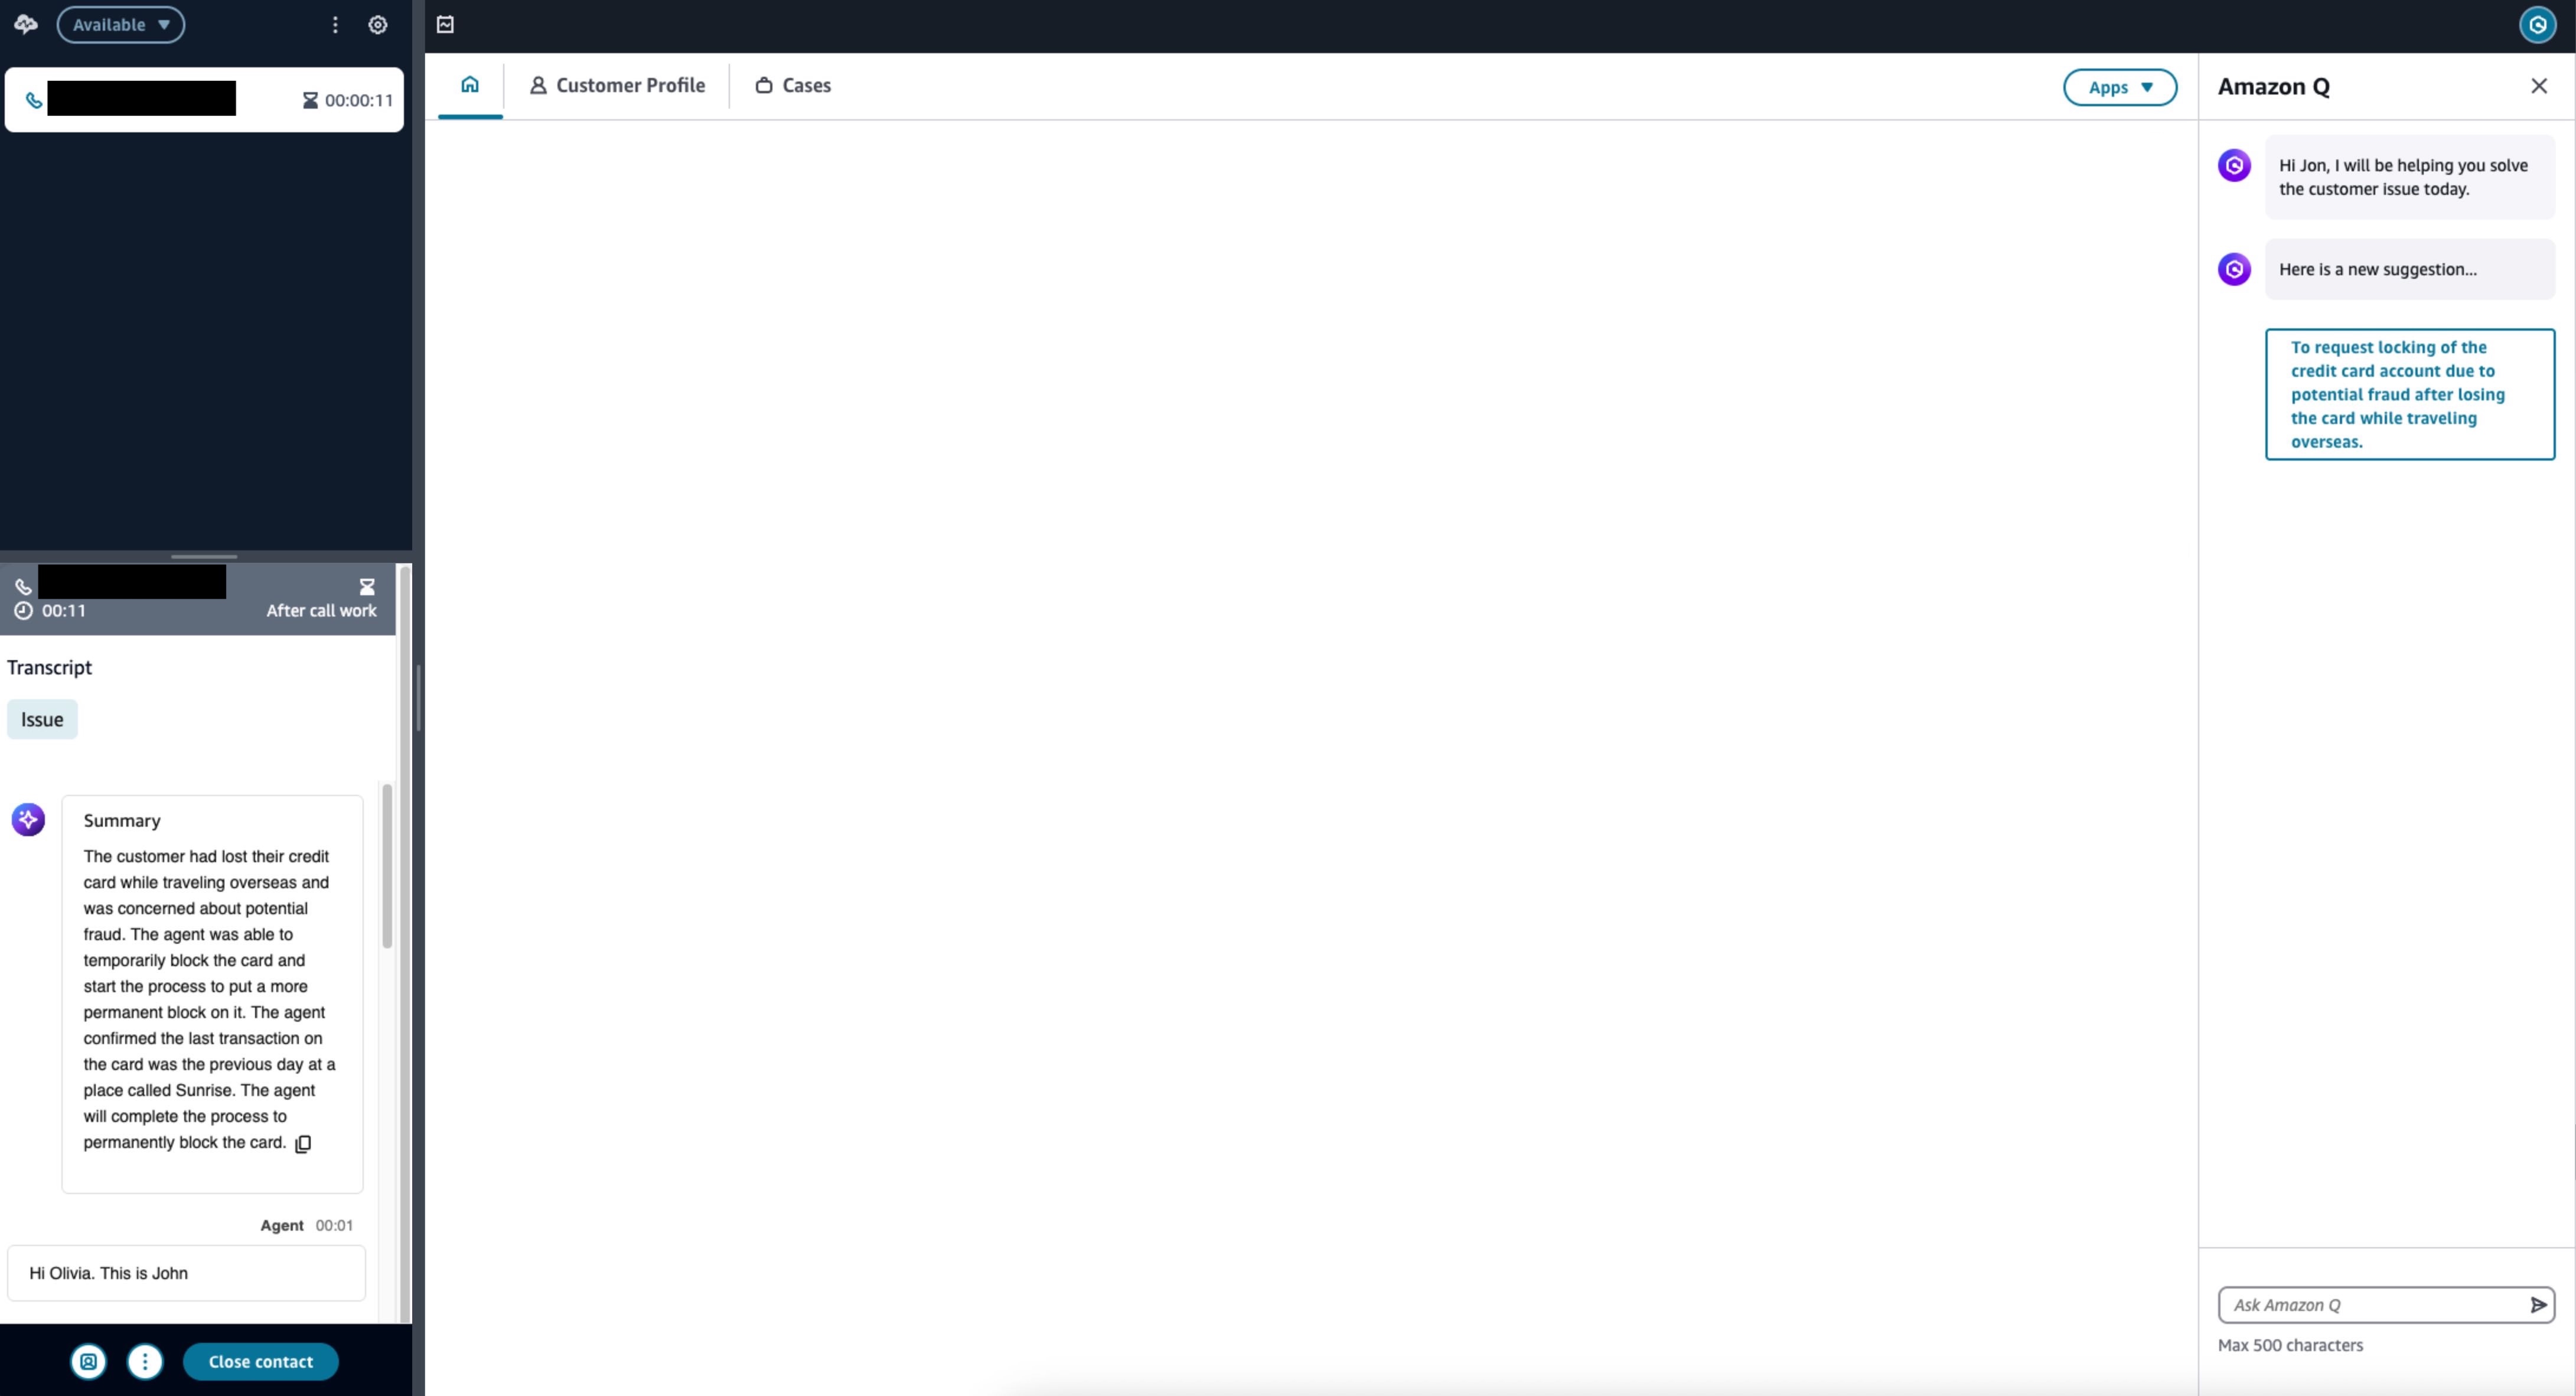 Available
00:00:11
00:11
After call work
Transcript
Issue
Summary
The customer had lost their credit
card while traveling overseas and
was concerned about potential
fraud. The agent was able to
temporarily block the card and
start the process to put a more
permanent block on it. The agent
confirmed the last transaction on
the card was the previous day at a
place called Sunrise. The agent
will complete the process to
permanently block the card.
Agent 00:01
Hi Olivia. This is John
Close contact
Customer Profile
Cases
Apps
Amazon Q
Hi Jon, I will be helping you solve
the customer issue today.
Here is a new suggestion...
To request locking of the
credit card account due to
potential fraud after losing
the card while traveling
overseas.
Ask Amazon Q
Max 500 characters